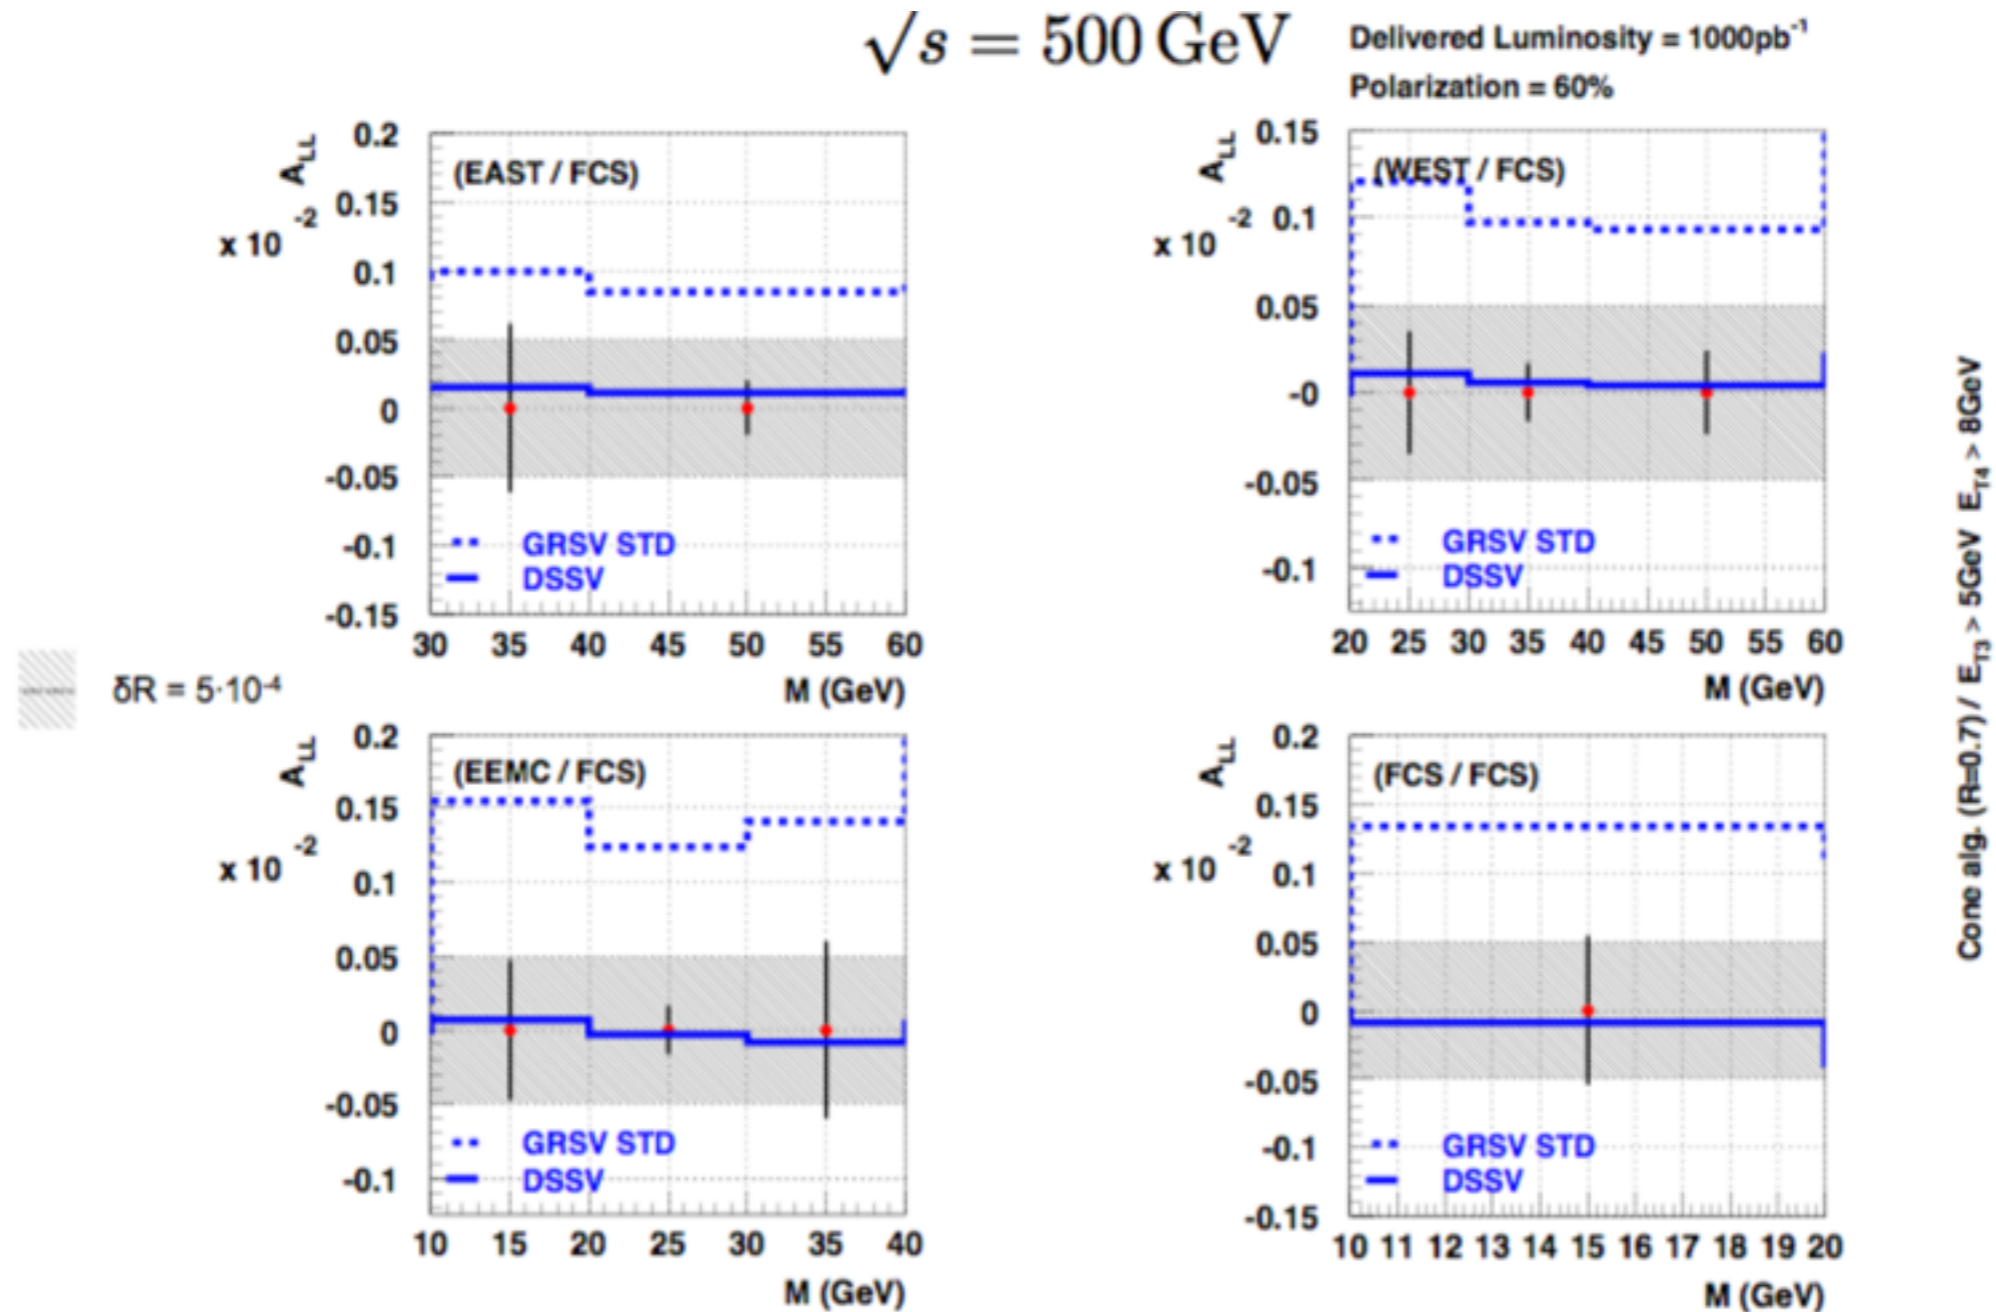 √s = 500 GeV
Delivered Luminosity = 1000pb⁻¹
Polarization = 60%
A_LL
x 10 ⁻²
0.2
0.15
0.1
0.05
0
-0.05
-0.1
-0.15
(EAST / FCS)
GRSV STD
DSSV
30 35 40 45 50 55 60
M (GeV)
A_LL
x 10 ⁻²
0.15
0.1
0.05
-0
-0.05
-0.1
(WEST / FCS)
GRSV STD
DSSV
20 25 30 35 40 45 50 55 60
M (GeV)
δR = 5·10⁻⁴
A_LL
x 10 ⁻²
0.2
0.15
0.1
0.05
0
-0.05
-0.1
(EEMC / FCS)
GRSV STD
DSSV
10 15 20 25 30 35 40
M (GeV)
A_LL
x 10 ⁻²
0.2
0.15
0.1
0.05
0
-0.05
-0.1
-0.15
(FCS / FCS)
GRSV STD
DSSV
10 11 12 13 14 15 16 17 18 19 20
M (GeV)
Cone alg. (R=0.7) / E_T3 > 5GeV E_T4 > 8GeV